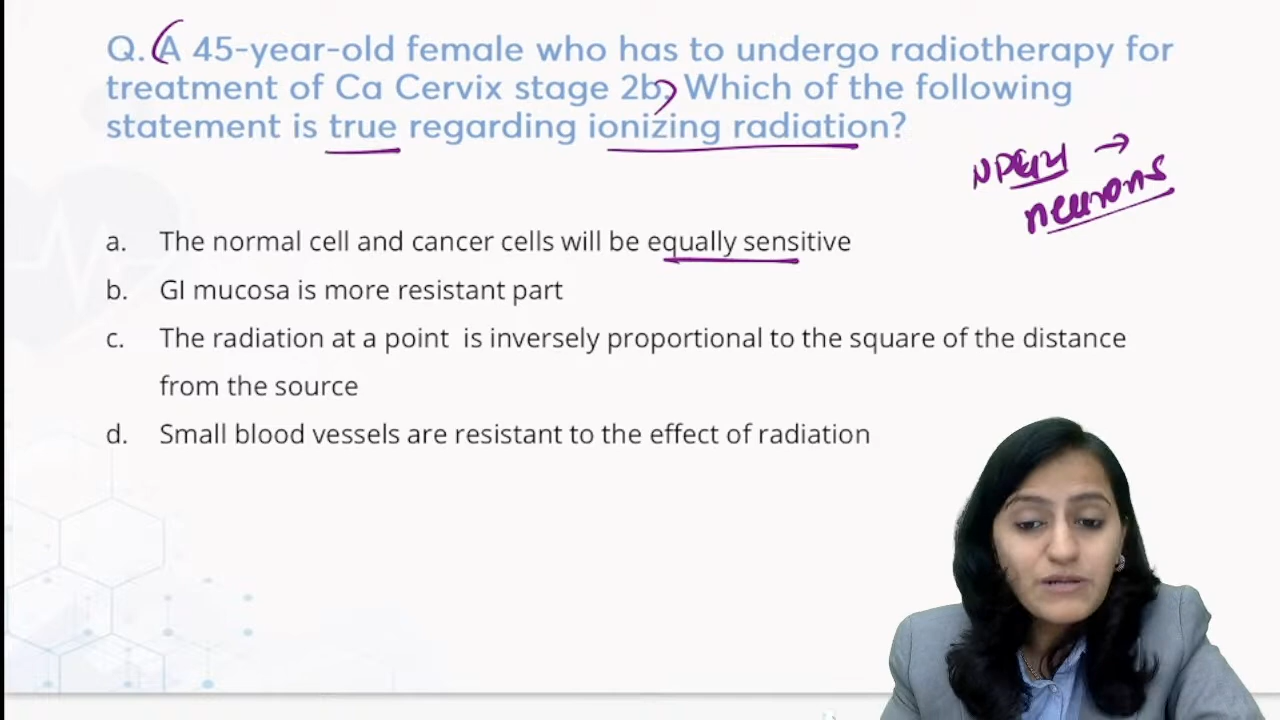 Q. A 45-year-old female who has to undergo radiotherapy for
treatment of Ca Cervix stage 2b. Which of the following
statement is true regarding ionizing radiation?
neurons
a. The normal cell and cancer cells will be equally sensitive
b. GI mucosa is more resistant part
c. The radiation at a point is inversely proportional to the square of the distance
from the source
d. Small blood vessels are resistant to the effect of radiation